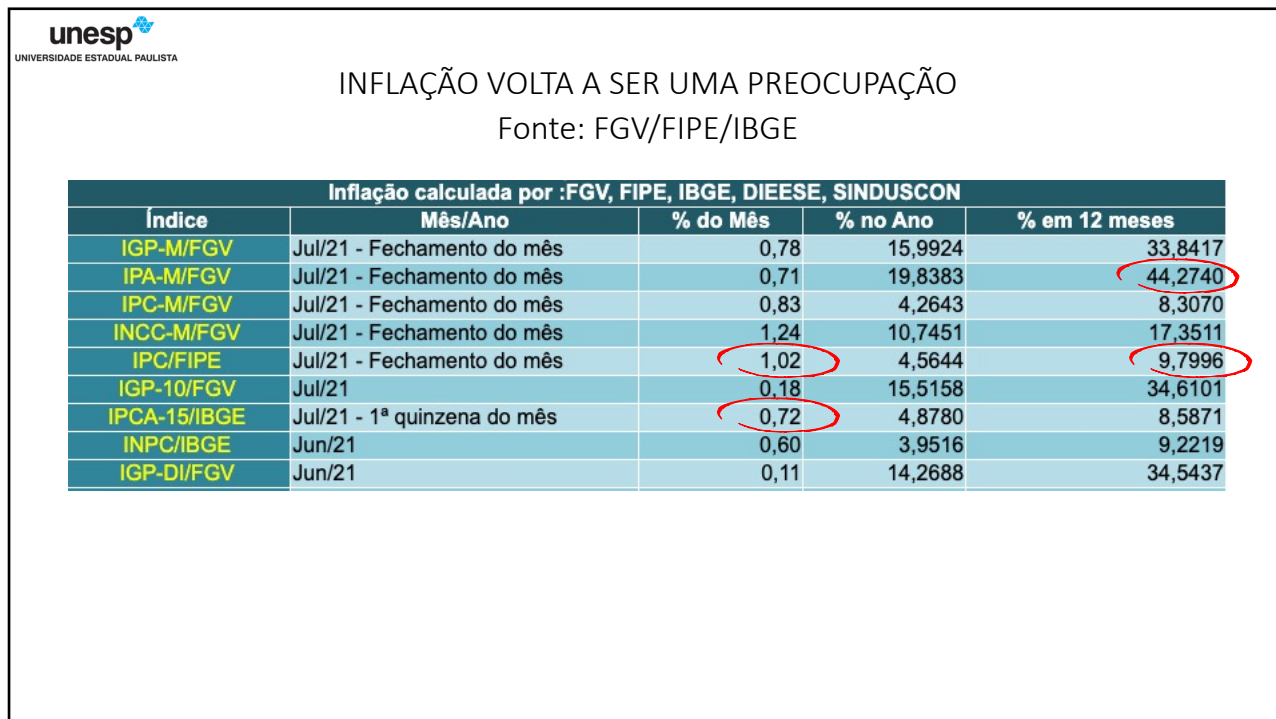 unesp
UNIVERSIDADE ESTADUAL PAULISTA
INFLAÇÃO VOLTA A SER UMA PREOCUPAÇÃO
Fonte: FGV/FIPE/IBGE
Inflação calculada por :FGV, FIPE, IBGE, DIEESE, SINDUSCON
Índice Mês/Ano % do Mês % no Ano % em 12 meses
IGP-M/FGV Jul/21 - Fechamento do mês 0,78 15,9924 33,8417
IPA-M/FGV Jul/21 - Fechamento do mês 0,71 19,8383 44,2740
IPC-M/FGV Jul/21 - Fechamento do mês 0,83 4,2643 8,3070
INCC-M/FGV Jul/21 - Fechamento do mês 1,24 10,7451 17,3511
IPC/FIPE Jul/21 - Fechamento do mês 1,02 4,5644 9,7996
IGP-10/FGV Jul/21 0,18 15,5158 34,6101
IPCA-15/IBGE Jul/21 - 1ª quinzena do mês 0,72 4,8780 8,5871
INPC/IBGE Jun/21 0,60 3,9516 9,2219
IGP-DI/FGV Jun/21 0,11 14,2688 34,5437